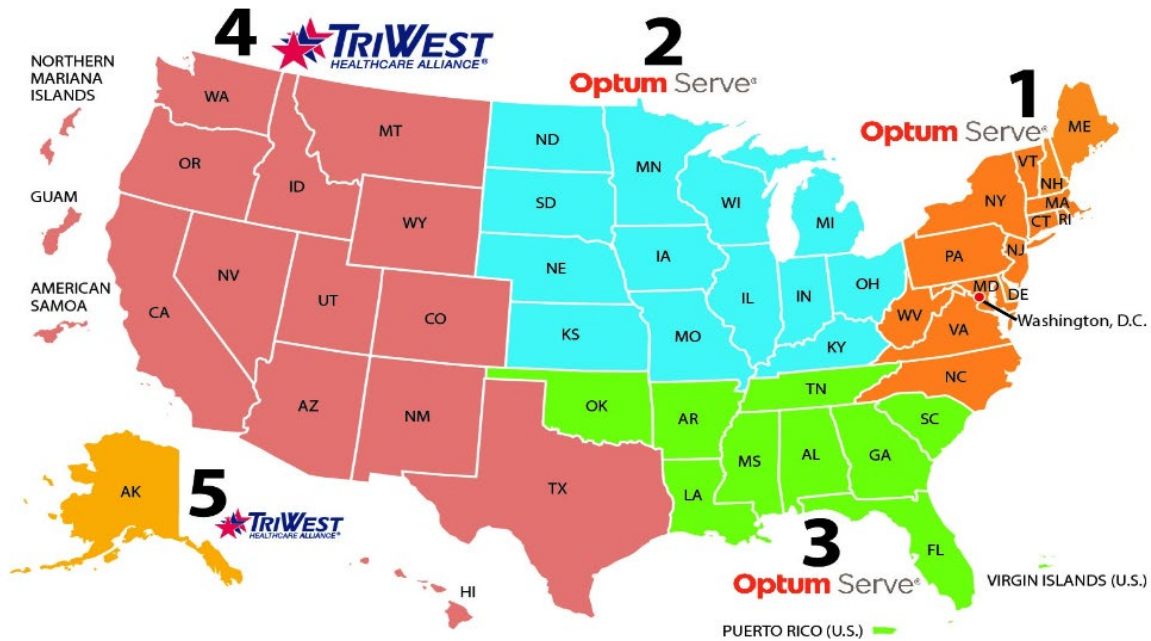 4 TRIWEST
HEALTHCARE ALLIANCE®
2
Optum Serve®
1
Optum Serve®
NORTHERN
MARIANA
ISLANDS
GUAM
AMERICAN
SAMOA
WA
OR
ID
MT
WY
CA
NV
UT
CO
AZ
NM
TX
HI
ND
SD
NE
KS
MN
IA
MO
WI
IL
MI
IN
OH
KY
ME
VT
NH
NY
MA
CT
RI
PA
NJ
MD
DE
Washington, D.C.
WV
VA
NC
OK
AR
LA
TN
MS
AL
GA
SC
FL
AK
5 TRIWEST
HEALTHCARE ALLIANCE®
3
Optum Serve®
VIRGIN ISLANDS (U.S.)
PUERTO RICO (U.S.)